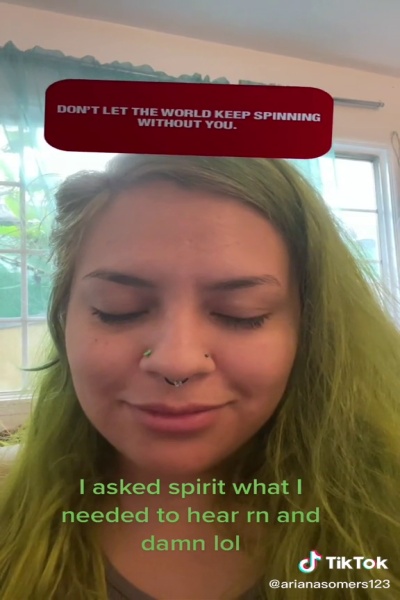 DON'T LET THE WORLD KEEP SPINNING
WITHOUT YOU.
I asked spirit what I
needed to hear rn and
damn lol
TikTok
@arianasomers123